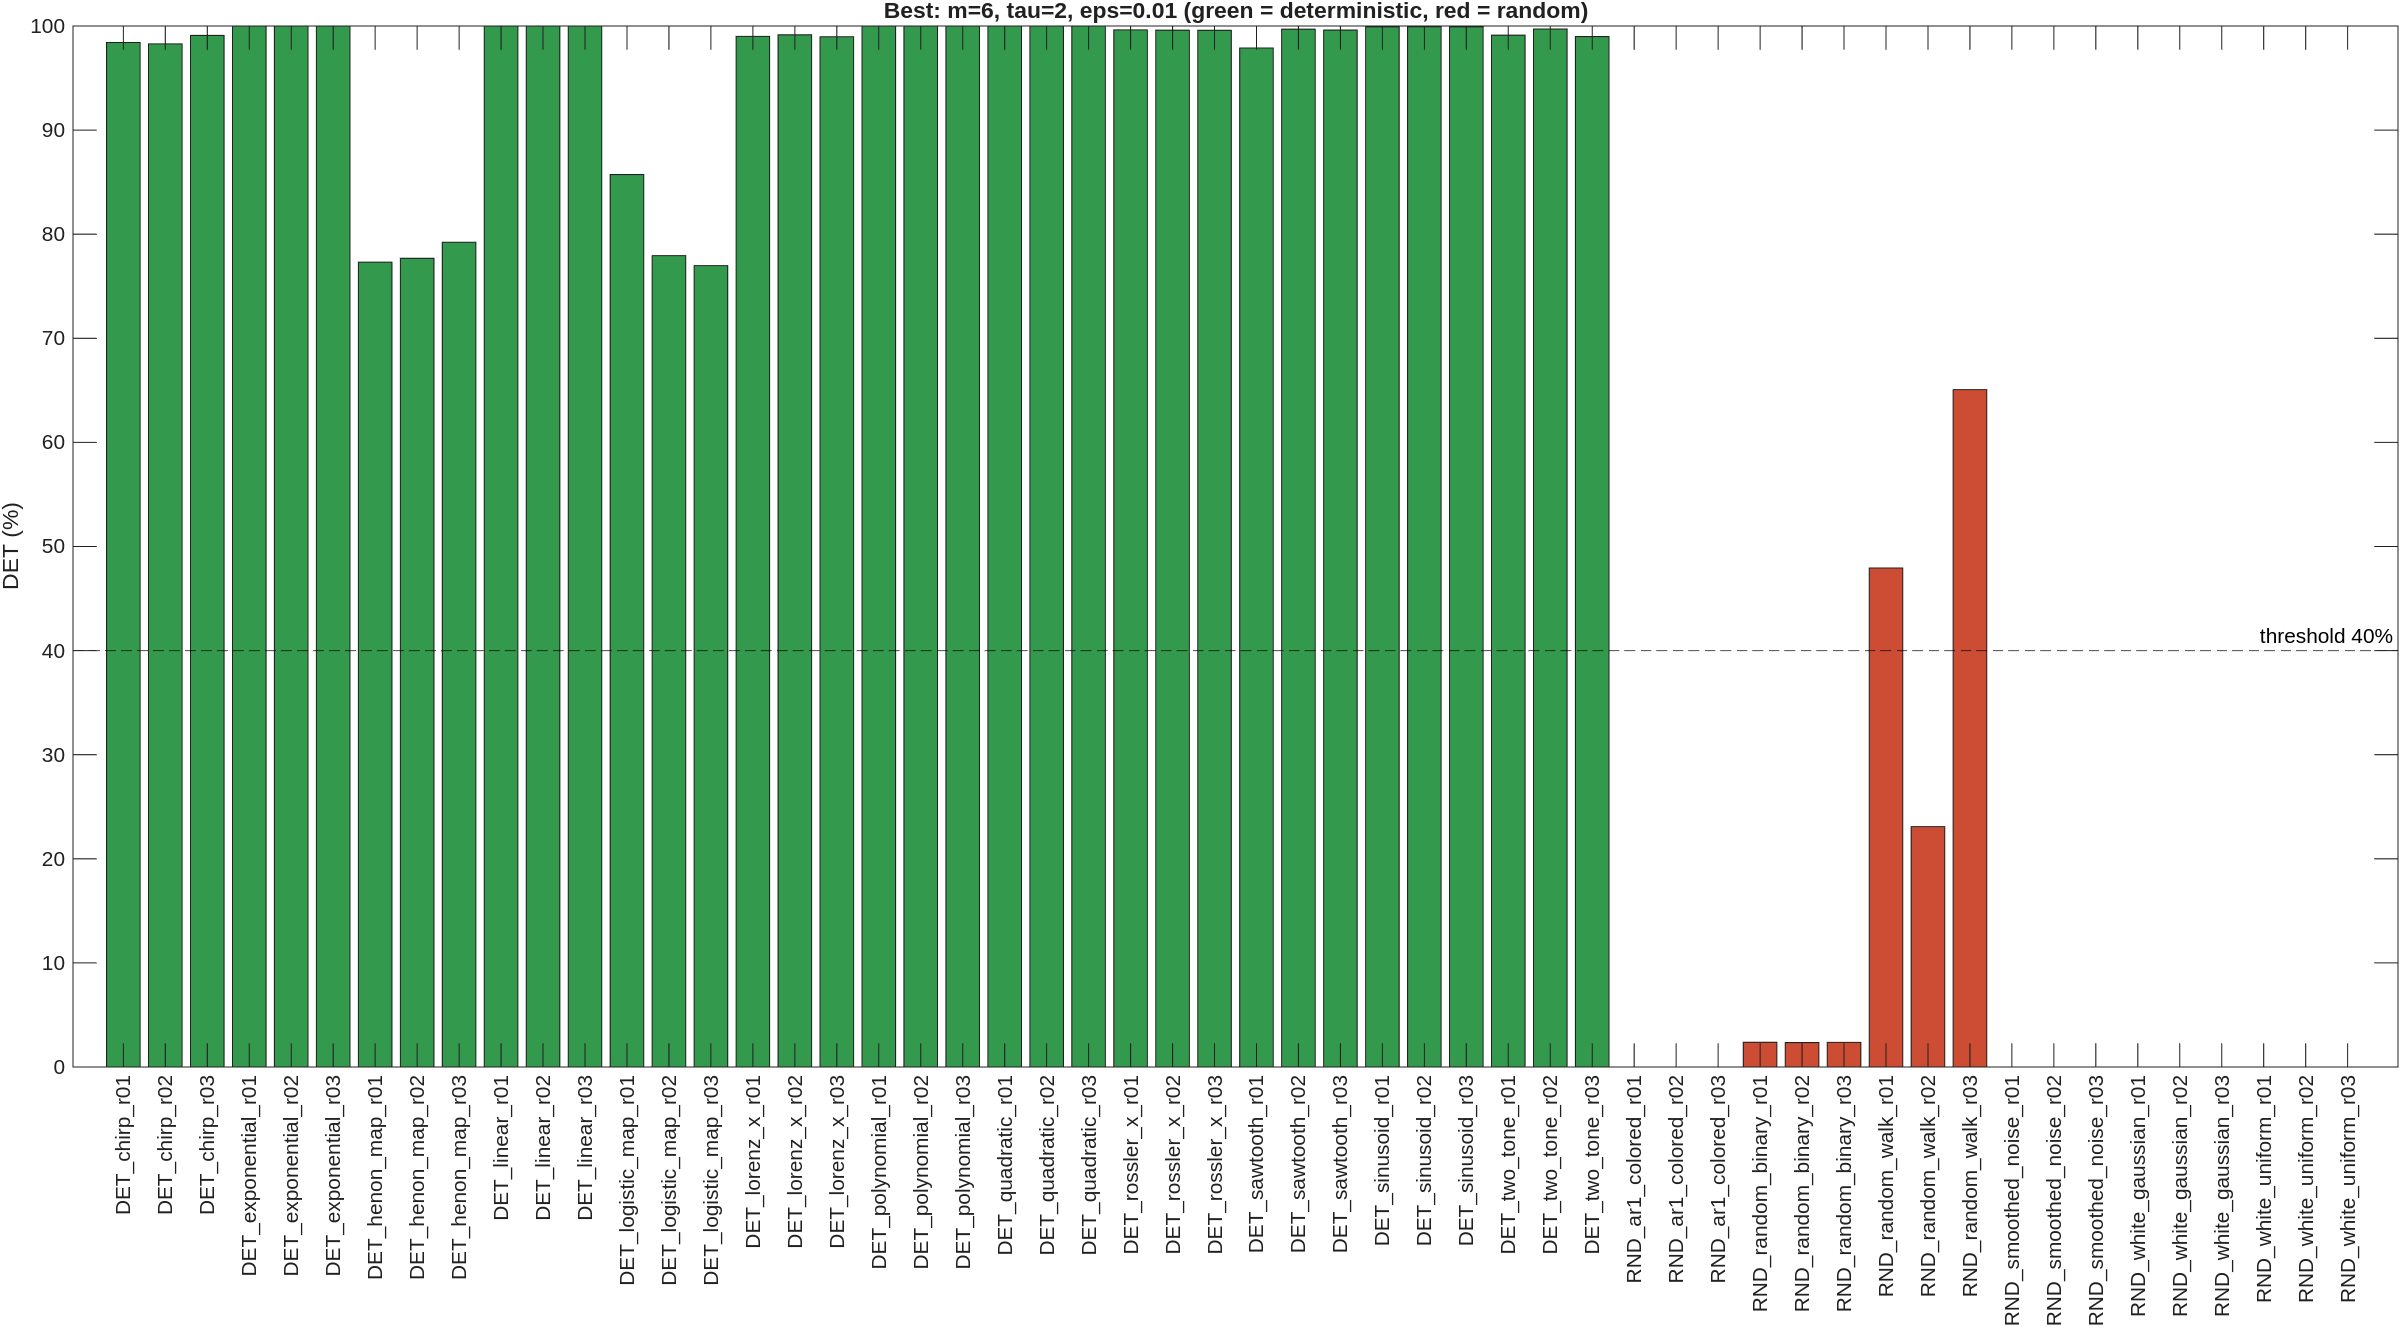 Best: m=6, tau=2, eps=0.01 (green = deterministic, red = random)
DET (%)
100
90
80
70
60
50
40
30
20
10
0
threshold 40%
DET_chirp_r01
DET_chirp_r02
DET_chirp_r03
DET_exponential_r01
DET_exponential_r02
DET_exponential_r03
DET_henon_map_r01
DET_henon_map_r02
DET_henon_map_r03
DET_linear_r01
DET_linear_r02
DET_linear_r03
DET_logistic_map_r01
DET_logistic_map_r02
DET_logistic_map_r03
DET_lorenz_x_r01
DET_lorenz_x_r02
DET_lorenz_x_r03
DET_polynomial_r01
DET_polynomial_r02
DET_polynomial_r03
DET_quadratic_r01
DET_quadratic_r02
DET_quadratic_r03
DET_rossler_x_r01
DET_rossler_x_r02
DET_rossler_x_r03
DET_sawtooth_r01
DET_sawtooth_r02
DET_sawtooth_r03
DET_sinusoid_r01
DET_sinusoid_r02
DET_sinusoid_r03
DET_two_tone_r01
DET_two_tone_r02
DET_two_tone_r03
RND_ar1_colored_r01
RND_ar1_colored_r02
RND_ar1_colored_r03
RND_random_binary_r01
RND_random_binary_r02
RND_random_binary_r03
RND_random_walk_r01
RND_random_walk_r02
RND_random_walk_r03
RND_smoothed_noise_r01
RND_smoothed_noise_r02
RND_smoothed_noise_r03
RND_white_gaussian_r01
RND_white_gaussian_r02
RND_white_gaussian_r03
RND_white_uniform_r01
RND_white_uniform_r02
RND_white_uniform_r03